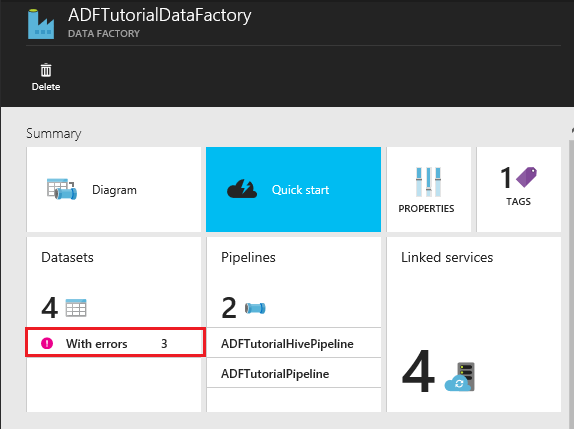 ADFTutorialDataFactory
DATA FACTORY
Delete
Summary
Diagram
Quick start
PROPERTIES
1
TAGS
Datasets
4
With errors 3
Pipelines
2
ADFTutorialHivePipeline
ADFTutorialPipeline
Linked services
4